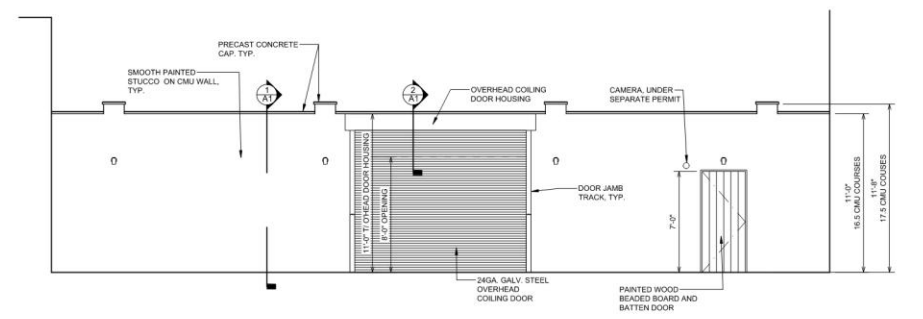 PRECAST CONCRETE
CAP. TYP.
SMOOTH PAINTED
STUCCO ON CMU WALL,
TYP.
1
A1
2
A1
OVERHEAD COILING
DOOR HOUSING
CAMERA, UNDER
SEPARATE PERMIT
11'-0" T/ O'HEAD DOOR HOUSING
8'-0" OPENING
DOOR JAMB
TRACK, TYP.
7'-0"
11'-0"
16.5 CMU COURSES
11'-8"
17.5 CMU COUSES
24GA. GALV. STEEL
OVERHEAD
COILING DOOR
PAINTED WOOD
BEADED BOARD AND
BATTEN DOOR